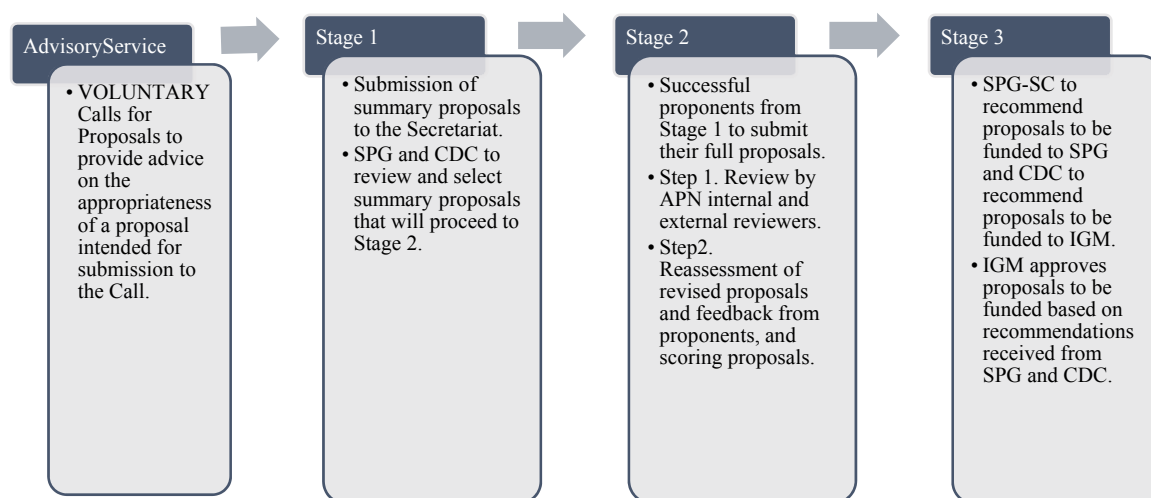 AdvisoryService
• VOLUNTARY
Calls for
Proposals to
provide advice
on the
appropriateness
of a proposal
intended for
submission to
the Call.
Stage 1
• Submission of
summary proposals
to the Secretariat.
• SPG and CDC to
review and select
summary proposals
that will proceed to
Stage 2.
Stage 2
• Successful
proponents from
Stage 1 to submit
their full proposals.
• Step 1. Review by
APN internal and
external reviewers.
• Step2.
Reassessment of
revised proposals
and feedback from
proponents, and
scoring proposals.
Stage 3
• SPG-SC to
recommend
proposals to be
funded to SPG
and CDC to
recommend
proposals to be
funded to IGM.
• IGM approves
proposals to be
funded based on
recommendations
received from
SPG and CDC.